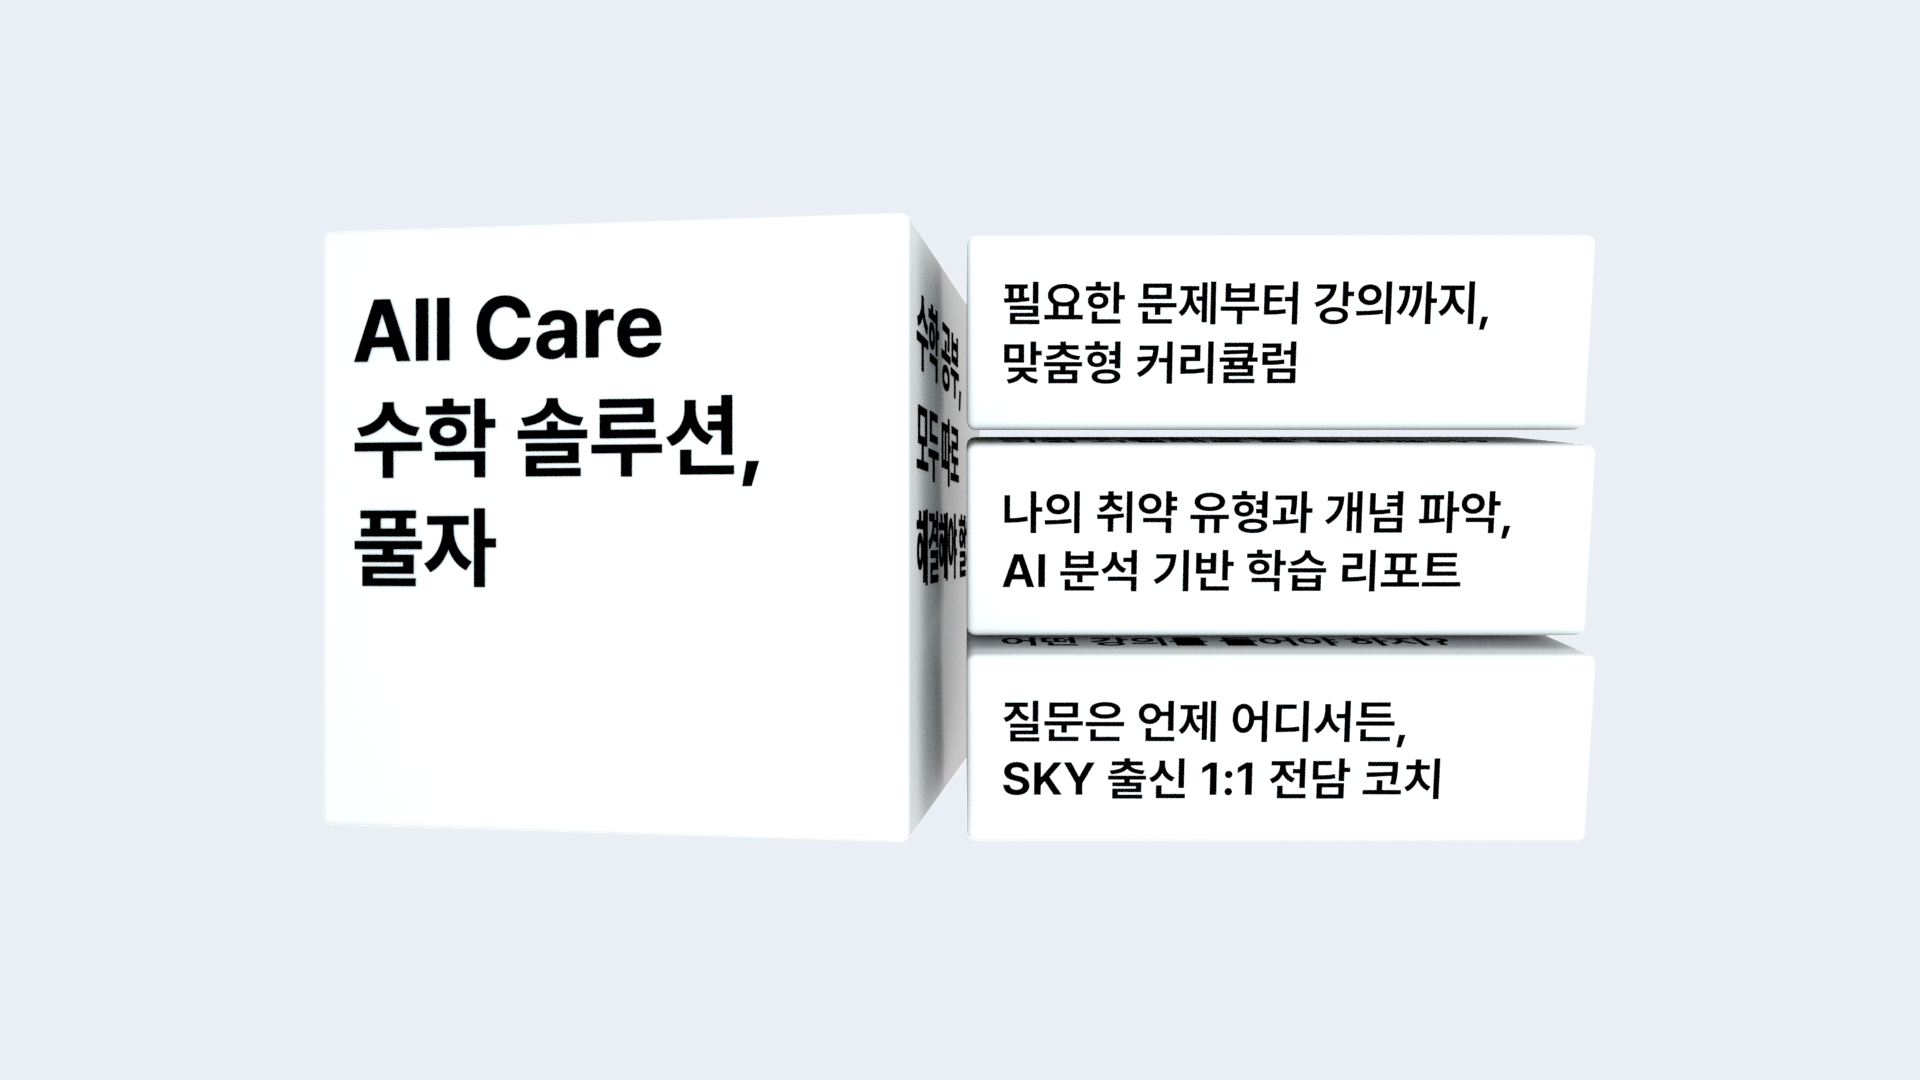 All Care
수학 솔루션,
풀자
수학 공부,
모두 따로
해결해야 할
필요한 문제부터 강의까지,
맞춤형 커리큘럼
나의 취약 유형과 개념 파악,
AI 분석 기반 학습 리포트
어떤 강의를 들어야 하지?
질문은 언제 어디서든,
SKY 출신 1:1 전담 코치